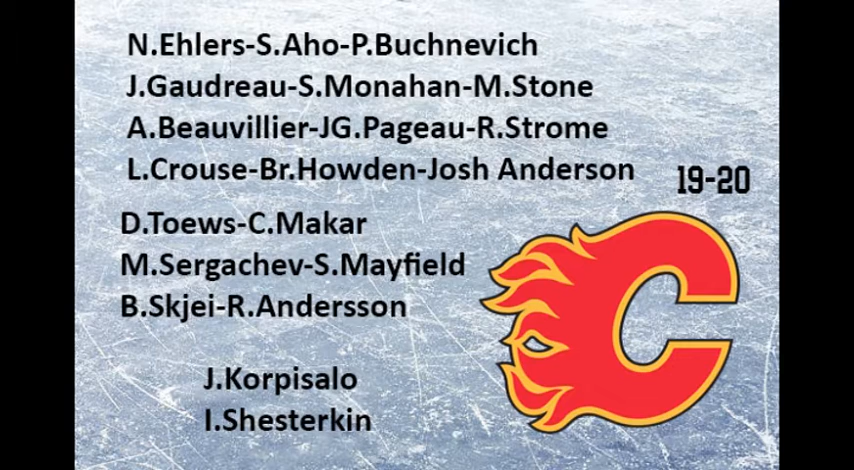 N.Ehlers-S.Aho-P.Buchnevich
J.Gaudreau-S.Monahan-M.Stone
A.Beauvillier-JG.Pageau-R.Strome
L.Crouse-Br.Howden-Josh Anderson
19-20
D.Toews-C.Makar
M.Sergachev-S.Mayfield
B.Skjei-R.Andersson
J.Korpisalo
I.Shesterkin
C